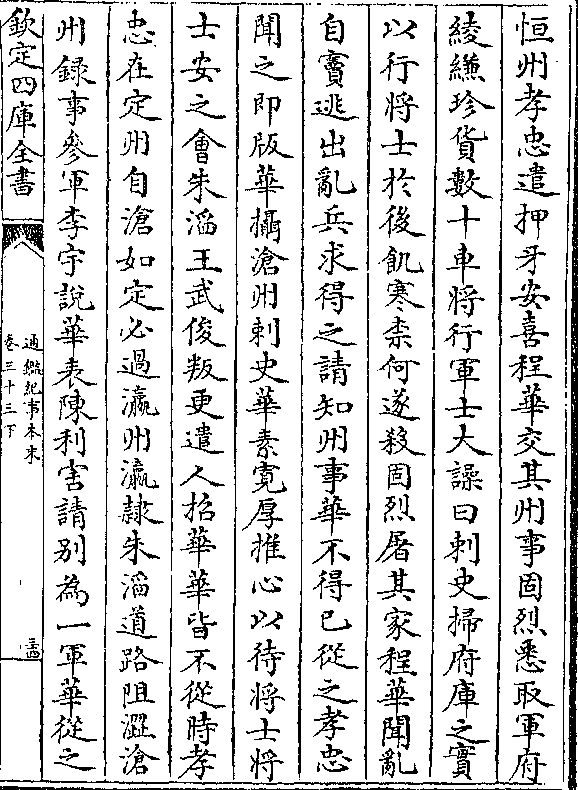 恒州孝忠遣押牙安喜程華交其州事固烈悉取軍府
綾縑珍貨數十車將行軍士大譟曰刺史掃府庫之實
以行將士於後飢寒柰何遂殺固烈屠其家程華聞亂
自竇逃出亂兵求得之請知州事華不得已從之孝忠
聞之即版華攝滄州刺史華素寛厚推心以待將士將
士安之會朱滔王武俊叛更遣人招華華皆不從時孝
忠在定州自滄如定必過瀛州瀛隸朱滔道路阻澀滄
州録事參軍李宇說華表陳利害請别為一軍華從之
欽定四庫全書
通鑑紀事本末
卷三十三下